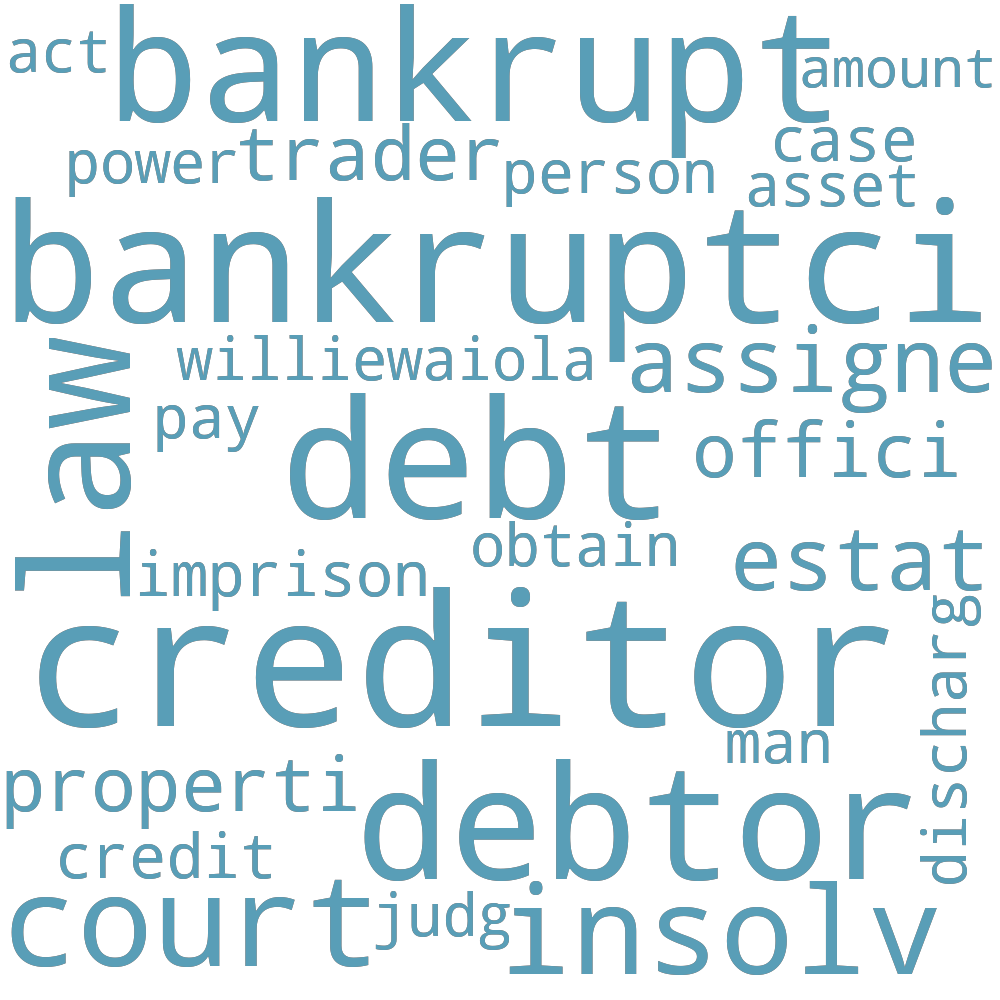 act
bankrupt
amount
power
trader
person
case
asset
bankruptci
law
williewaiola
assigne
pay
debt
offici
obtain
imprison
estat
creditor
discharg
man
properti
debtor
credit
court
judg
insolv